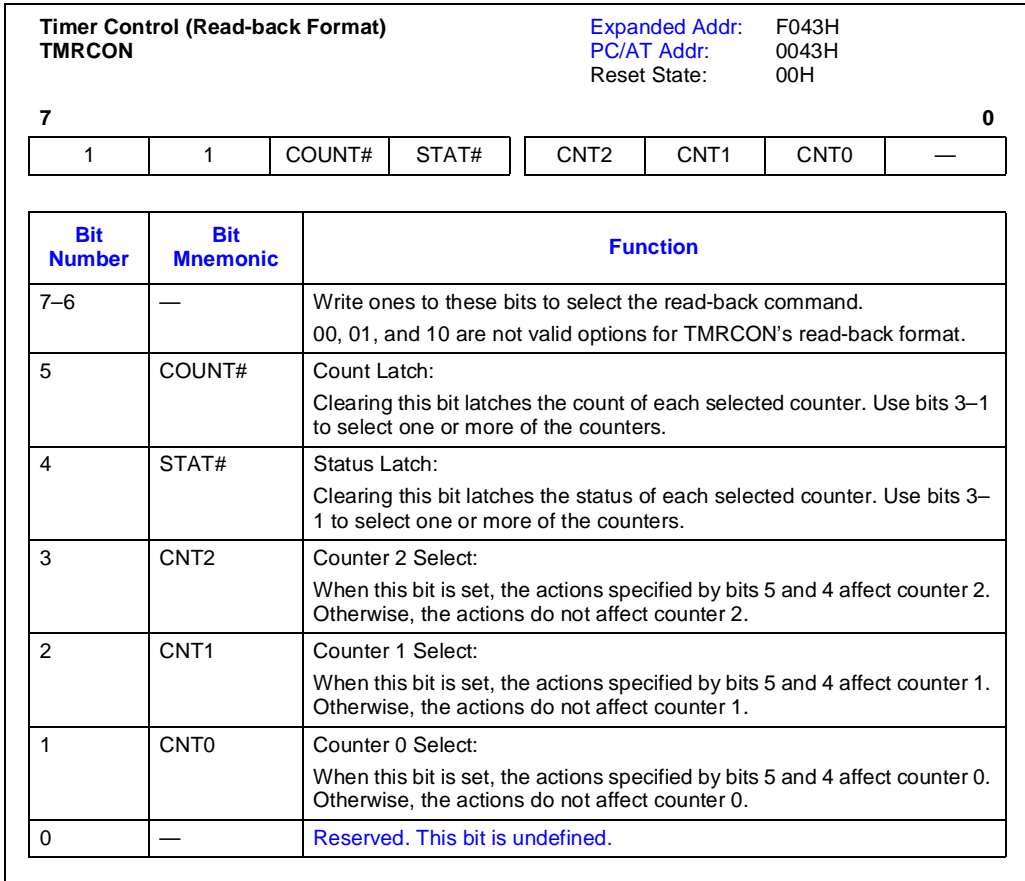 Timer Control (Read-back Format) Expanded Addr: F043H
TMRCON PC/AT Addr: 0043H
Reset State: 00H
7 0
1 1 COUNT# STAT# CNT2 CNT1 CNT0 —
Bit Number Bit Mnemonic Function
7–6 — Write ones to these bits to select the read-back command.
00, 01, and 10 are not valid options for TMRCON’s read-back format.
5 COUNT# Count Latch:
Clearing this bit latches the count of each selected counter. Use bits 3–1
to select one or more of the counters.
4 STAT# Status Latch:
Clearing this bit latches the status of each selected counter. Use bits 3–
1 to select one or more of the counters.
3 CNT2 Counter 2 Select:
When this bit is set, the actions specified by bits 5 and 4 affect counter 2.
Otherwise, the actions do not affect counter 2.
2 CNT1 Counter 1 Select:
When this bit is set, the actions specified by bits 5 and 4 affect counter 1.
Otherwise, the actions do not affect counter 1.
1 CNT0 Counter 0 Select:
When this bit is set, the actions specified by bits 5 and 4 affect counter 0.
Otherwise, the actions do not affect counter 0.
0 — Reserved. This bit is undefined.